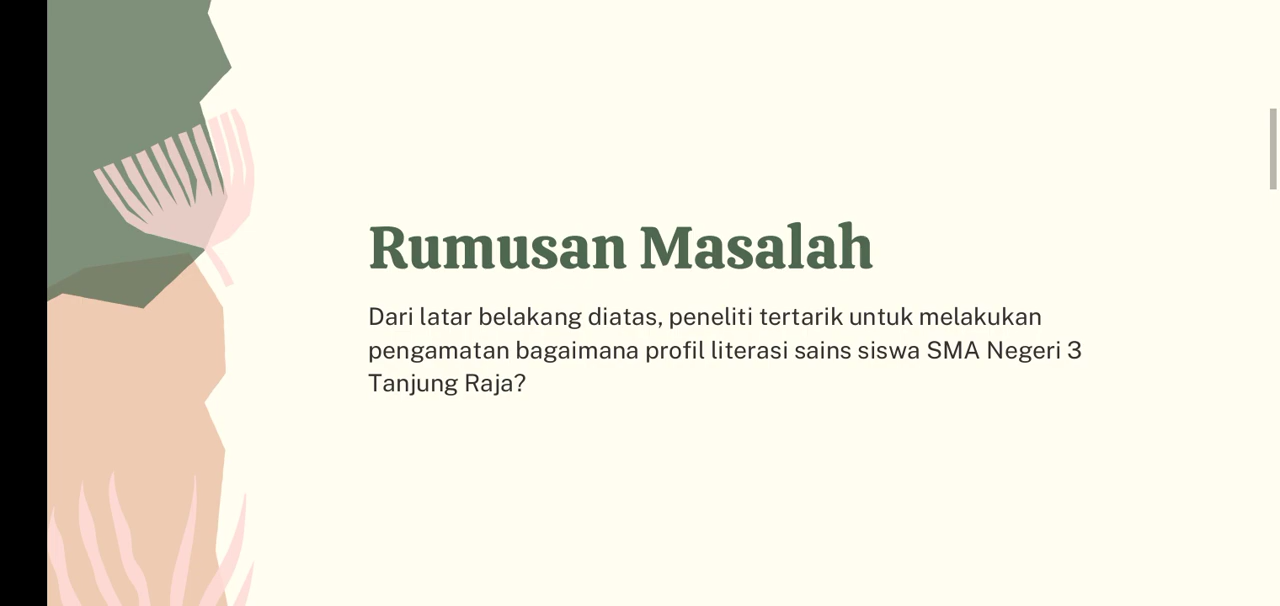 Rumusan Masalah
Dari latar belakang diatas, peneliti tertarik untuk melakukan
pengamatan bagaimana profil literasi sains siswa SMA Negeri 3
Tanjung Raja?